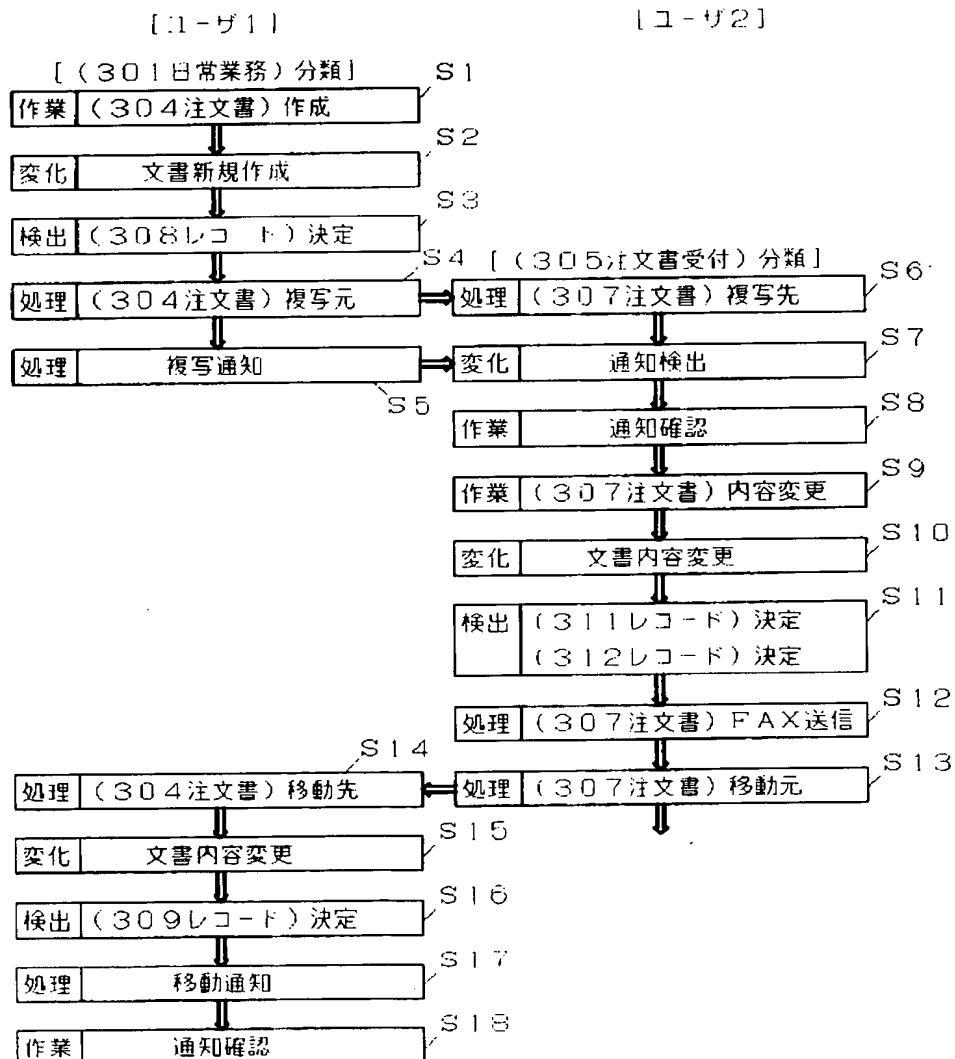 [ユーザ1]
[ユーザ2]
[(301日常業務)分類]
S1
作業 (304注文書)作成
S2
変化 文書新規作成
S3
検出 (308レコード)決定
S4
[(305注文書受付)分類]
S6
処理 (304注文書)複写元
処理 (307注文書)複写先
S7
処理 複写通知
変化 通知検出
S5
S8
作業 通知確認
S9
作業 (307注文書)内容変更
S10
変化 文書内容変更
S11
検出 (311レコード)決定
(312レコード)決定
S12
処理 (307注文書)FAX送信
S14
S13
処理 (304注文書)移動先
処理 (307注文書)移動元
S15
変化 文書内容変更
S16
検出 (309レコード)決定
S17
処理 移動通知
S18
作業 通知確認